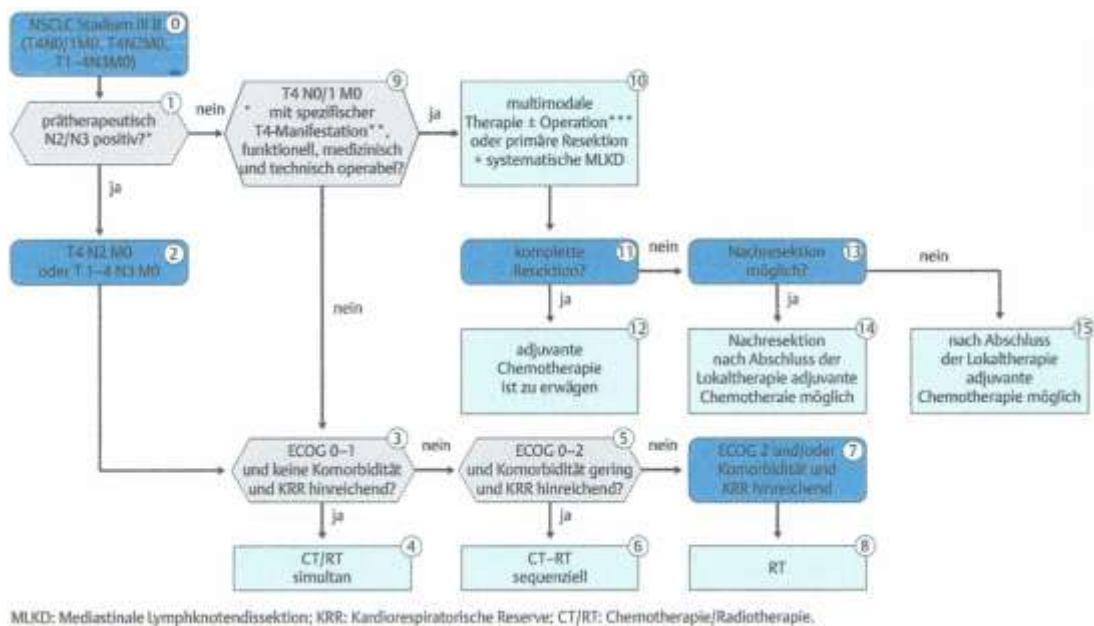 NSCLC Stadium III
0
(T4N0/1M0, T4N2M0,
T1–4N3M0)
1
prätherapeutisch
N2/N3 positiv?*
nein
9
T4 N0/1 M0
* mit spezifischer
T4-Manifestation**,
funktionell, medizinisch
und technisch operabel?
ja
10
multimodale
Therapie ± Operation***
oder primäre Resektion
+ systematische MLKD
ja
2
T4 N2 M0
oder T 1–4 N3 M0
nein
11
komplette
Resektion?
nein
13
Nachresektion
möglich?
nein
ja
12
adjuvante
Chemotherapie
ist zu erwägen
ja
14
Nachresektion
nach Abschluss der
Lokaltherapie adjuvante
Chemotheraie möglich
15
nach Abschluss
der Lokaltherapie
adjuvante
Chemotherapie möglich
3
ECOG 0–1
und keine Komorbidität
und KRR hinreichend?
nein
5
ECOG 0–2
und Komorbidität gering
und KRR hinreichend?
nein
7
ECOG 2 und/oder
Komorbidität und
KRR hinreichend
ja
4
CT/RT
simultan
ja
6
CT–RT
sequenziell
8
RT
MLKD: Mediastinale Lymphknotendissektion; KRR: Kardiorespiratorische Reserve; CT/RT: Chemotherapie/Radiotherapie.